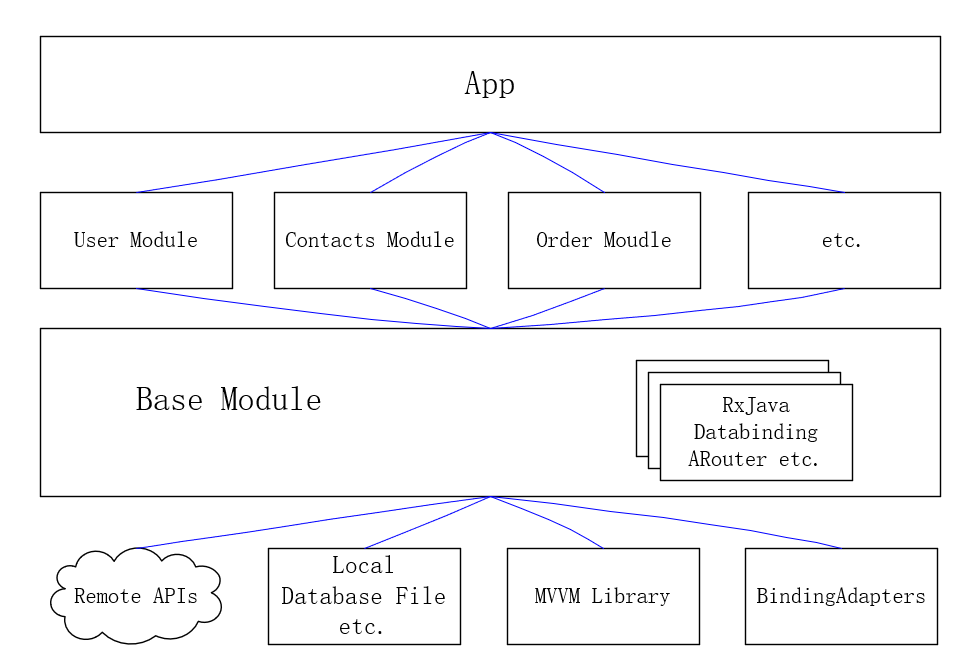 App
User Module
Contacts Module
Order Moudle
etc.
Base Module
RxJava
Databinding
ARouter etc.
Remote APIs
Local
Database File
etc.
MVVM Library
BindingAdapters